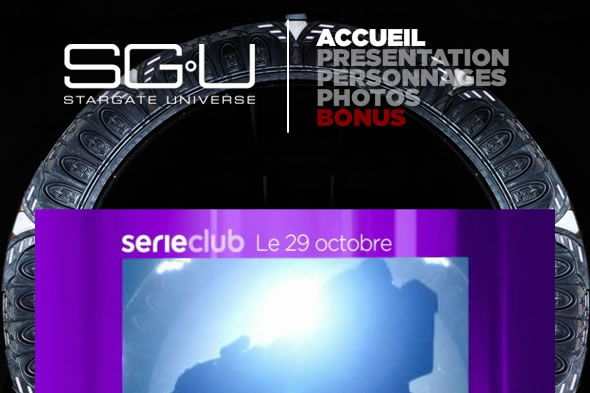 SG·U
STARGATE UNIVERSE
ACCUEIL
PRESENTATION
PERSONNAGES
PHOTOS
BONUS
serieclub Le 29 octobre